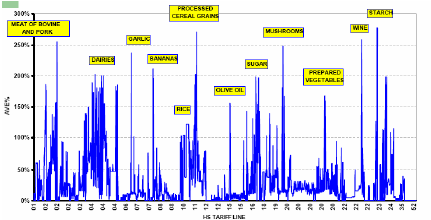 300%
250%
200%
150%
100%
50%
0%
AVE%
MEAT OF BOVINE
AND PORK
DAIRIES
GARLIC
BANANAS
PROCESSED
CEREAL GRAINS
RICE
OLIVE OIL
SUGAR
MUSHROOMS
PREPARED
VEGETABLES
WINE
STARCH
HS TARIFF LINE